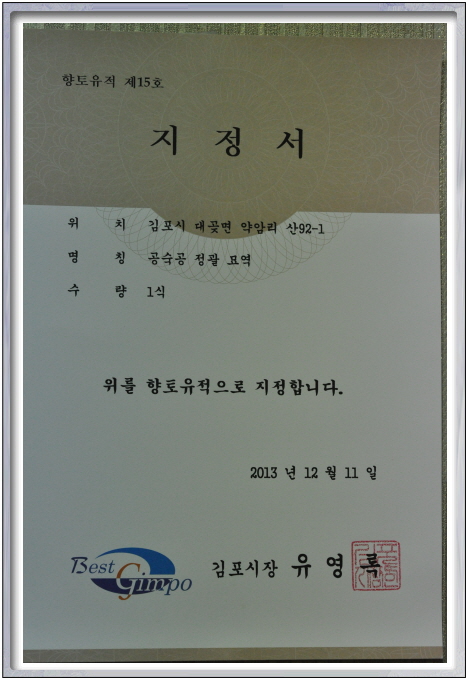 향토유적 제15호
지 정 서
위 치 김포시 대곶면 약암리 산92-1
명 칭 공숙공 정괄 묘역
수 량 1식
위를 향토유적으로 지정합니다.
2013 년 12 월 11 일
Best Gimpo
김포시장 유 영 록